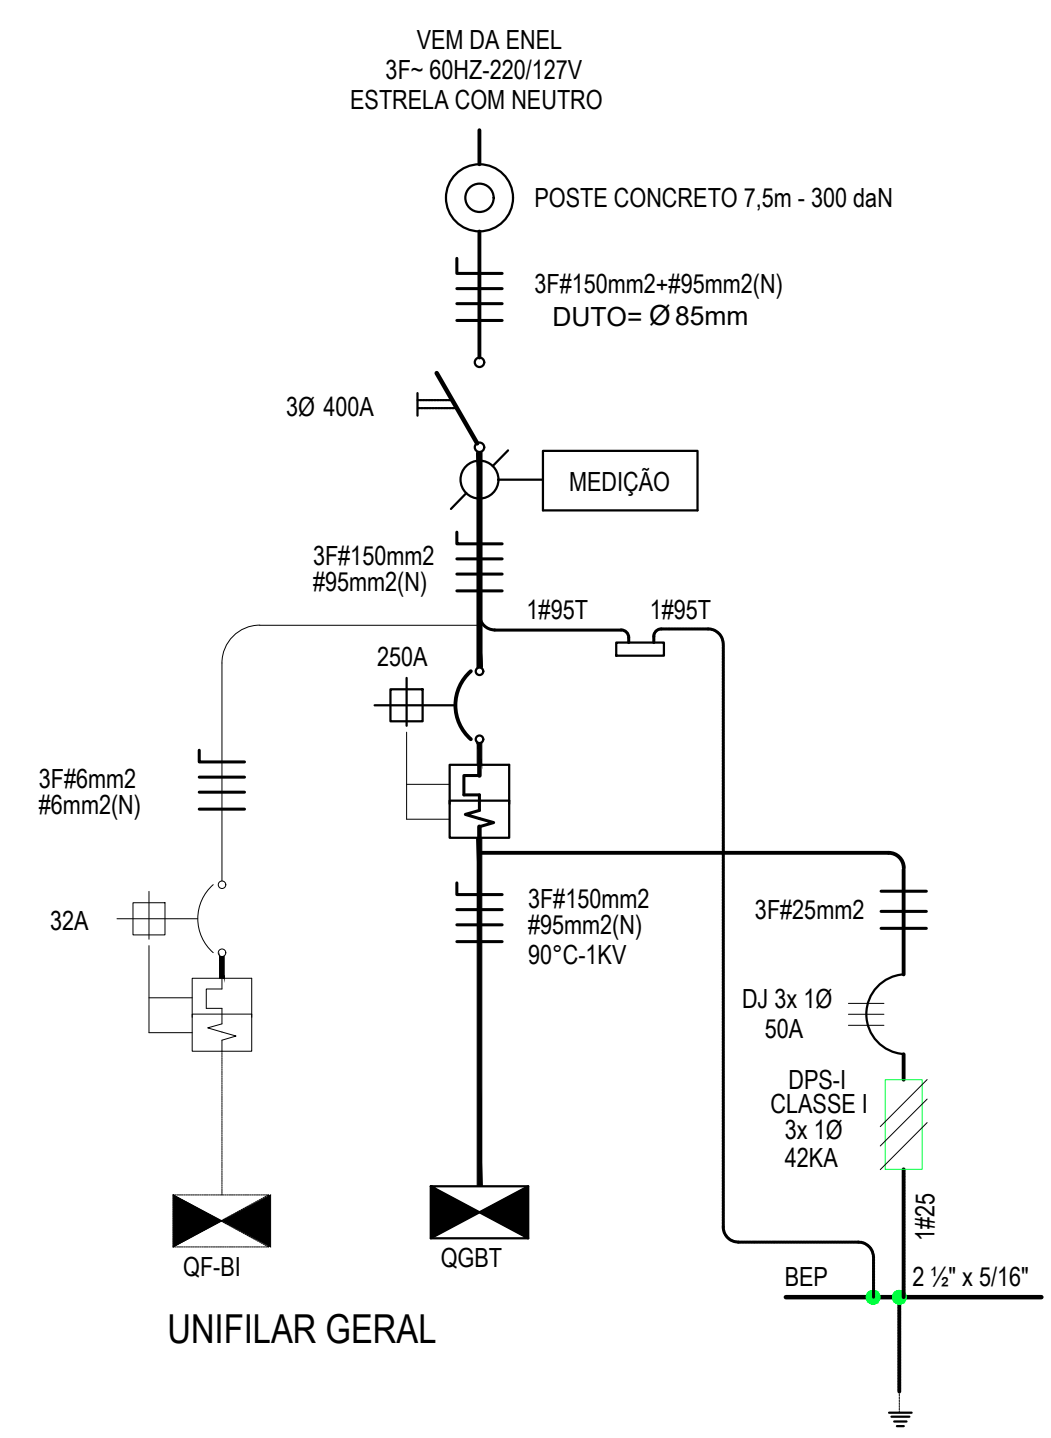 VEM DA ENEL
3F~ 60HZ-220/127V
ESTRELA COM NEUTRO
POSTE CONCRETO 7,5m - 300 daN
3F#150mm2+#95mm2(N)
DUTO= Ø 85mm
3Ø 400A
MEDIÇÃO
3F#150mm2
#95mm2(N)
1#95T
1#95T
250A
3F#6mm2
#6mm2(N)
32A
3F#150mm2
#95mm2(N)
90°C-1KV
3F#25mm2
DJ 3x 1Ø
50A
DPS-I
CLASSE I
3x 1Ø
42KA
1#25
QF-BI
QGBT
BEP
2 ½" x 5/16"
UNIFILAR GERAL